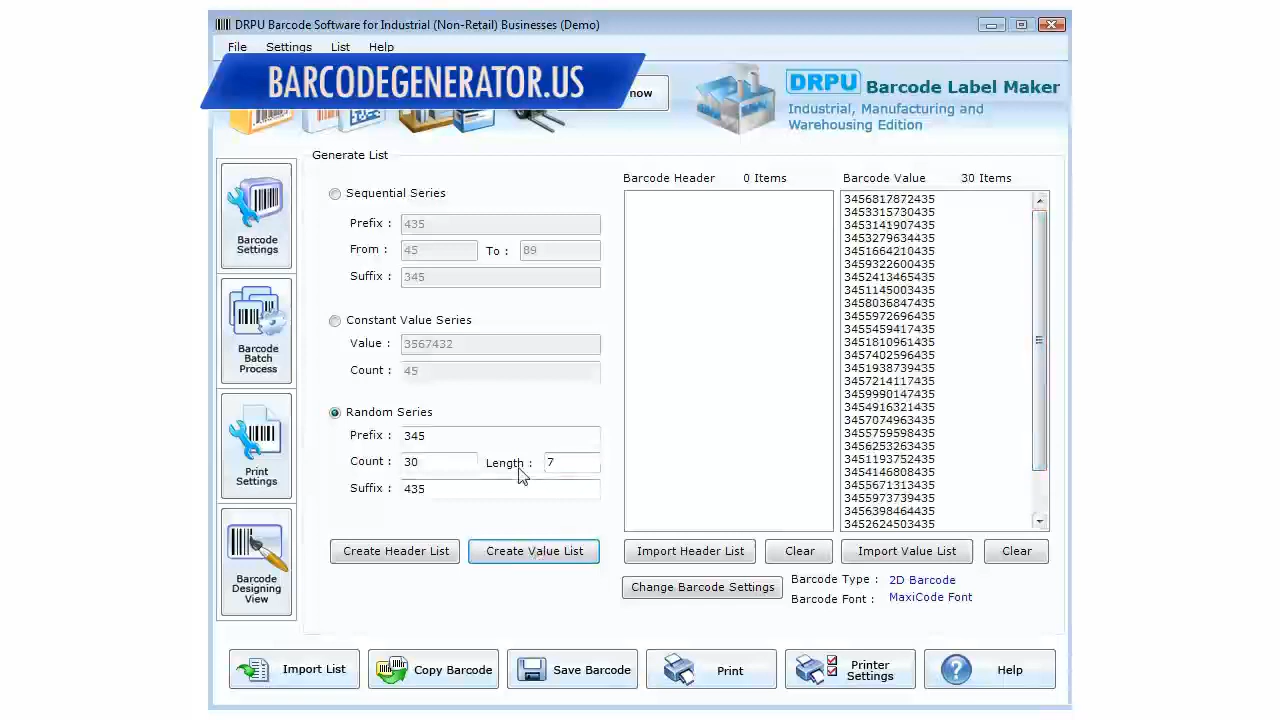 DRPU Barcode Software for Industrial (Non-Retail) Businesses (Demo)
File Settings List Help
BARCODEGENERATOR.US
now
DRPU Barcode Label Maker
Industrial, Manufacturing and
Warehousing Edition
Barcode
Settings
Barcode
Batch
Process
Print
Settings
Barcode
Designing
View
Generate List
Sequential Series
Prefix : 435
From : 45 To : 89
Suffix : 345
Constant Value Series
Value : 3567432
Count : 45
Random Series
Prefix : 345
Count : 30 Length : 7
Suffix : 435
Create Header List Create Value List
Barcode Header 0 Items
Barcode Value 30 Items
3456817872435
3453315730435
3453141907435
3453279634435
3451664210435
3459322600435
3452413465435
3451145003435
3458036847435
3455972696435
3455459417435
3451810961435
3457402596435
3451938739435
3457214117435
3459990147435
3454916321435
3457074963435
3455759598435
3456253263435
3451193752435
3454146808435
3455671313435
3455973739435
3456398464435
3452624503435
Import Header List Clear Import Value List Clear
Change Barcode Settings
Barcode Type : 2D Barcode
Barcode Font : MaxiCode Font
Import List Copy Barcode Save Barcode Print Printer Settings Help